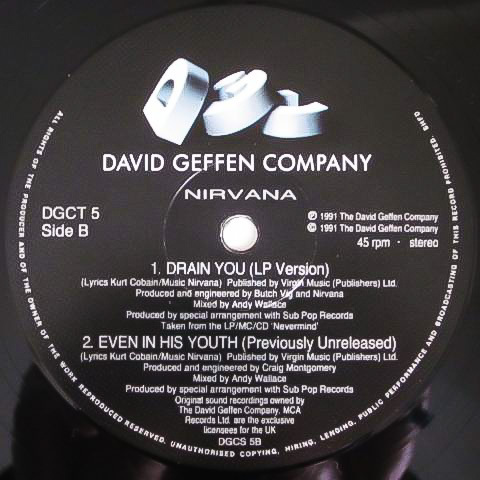 DGC
DAVID GEFFEN COMPANY
NIRVANA
DGCT 5
Side B
℗ 1991 The David Geffen Company
© 1991 The David Geffen Company
45 rpm · stereo
1. DRAIN YOU (LP Version)
(Lyrics Kurt Cobain/Music Nirvana) Published by Virgin Music (Publishers) Ltd.
Produced and engineered by Butch Vig and Nirvana
Mixed by Andy Wallace
Produced by special arrangement with Sub Pop Records
Taken from the LP/MC/CD 'Nevermind'
2. EVEN IN HIS YOUTH (Previously Unreleased)
(Lyrics Kurt Cobain/Music Nirvana) Published by Virgin Music (Publishers) Ltd.
Produced and engineered by Craig Montgomery
Mixed by Andy Wallace
Produced by special arrangement with Sub Pop Records
Original sound recordings owned by
The David Geffen Company. MCA
Records Ltd. are the exclusive
licensees for the UK
DGCS 5B
ALL RIGHTS OF THE PRODUCER AND OF THE OWNER OF THE WORK REPRODUCED RESERVED. UNAUTHORISED COPYING, HIRING, LENDING, PUBLIC PERFORMANCE AND BROADCASTING OF THIS RECORD PROHIBITED.